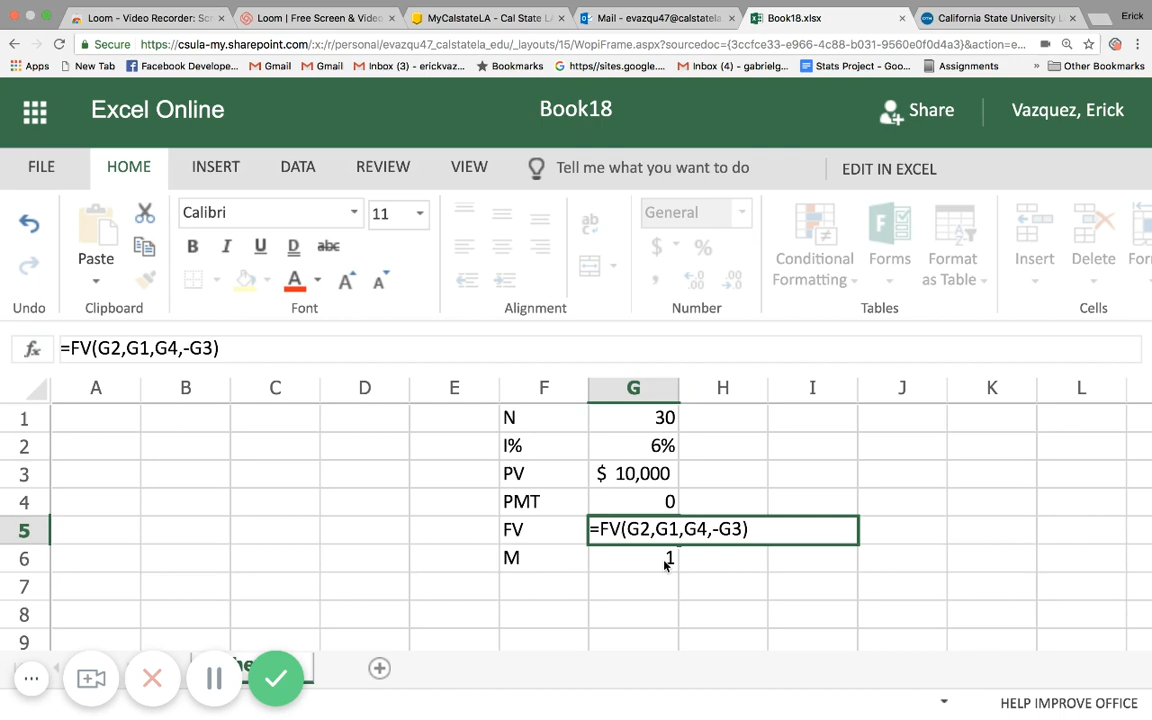 Loom - Video Recorder: Sc
Loom | Free Screen & Video
MyCalstateLA - Cal State LA
Mail - evazqu47@calstatela
Book18.xlsx
California State University L
Erick
Secure
https://csula-my.sharepoint.com/:x:/r/personal/evazqu47_calstatela_edu/_layouts/15/WopiFrame.aspx?sourcedoc={3ccfce33-e966-4c88-b031-9560e0f0d4a3}&action=e...
Apps
New Tab
Facebook Develope...
Gmail
Gmail
Inbox (3) - erickvaz...
Bookmarks
https//sites.google....
Inbox (4) - gabrielg...
Stats Project - Goo...
Assignments
»
Other Bookmarks
Excel Online
Book18
Share
Vazquez, Erick
FILE
HOME
INSERT
DATA
REVIEW
VIEW
Tell me what you want to do
EDIT IN EXCEL
Calibri
11
ab
General
Paste
B I U D abc
$ %
Conditional
Formatting
Forms
Format
as Table
Insert
Delete
For
A A A
.00
.00
Undo
Clipboard
Font
Alignment
Number
Tables
Cells
fx =FV(G2,G1,G4,-G3)
A B C D E F G H I J K L
1 N 30
2 I% 6%
3 PV $ 10,000
4 PMT 0
5 FV =FV(G2,G1,G4,-G3)
6 M 1
7
8
9
HELP IMPROVE OFFICE